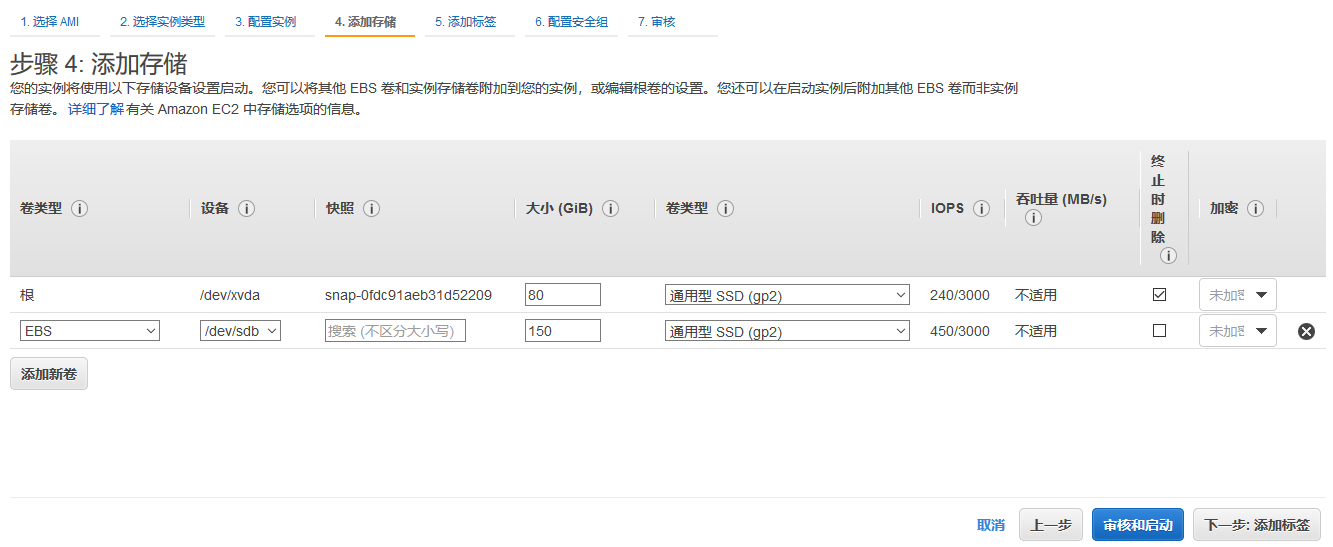 1. 选择 AMI 2. 选择实例类型 3. 配置实例 4. 添加存储 5. 添加标签 6. 配置安全组 7. 审核
步骤 4: 添加存储
您的实例将使用以下存储设备设置启动。您可以将其他 EBS 卷和实例存储卷附加到您的实例，或编辑根卷的设置。您还可以在启动实例后附加其他 EBS 卷而非实例
存储卷。 详细了解有关 Amazon EC2 中存储选项的信息。
卷类型 设备 快照 大小 (GiB) 卷类型 IOPS 吞吐量 (MB/s) 终止时删除 加密
根 /dev/xvda snap-0fdc91aeb31d52209 80 通用型 SSD (gp2) 240/3000 不适用 未加密
EBS /dev/sdb 搜索 (不区分大小写) 150 通用型 SSD (gp2) 450/3000 不适用 未加密
添加新卷
取消 上一步 审核和启动 下一步: 添加标签